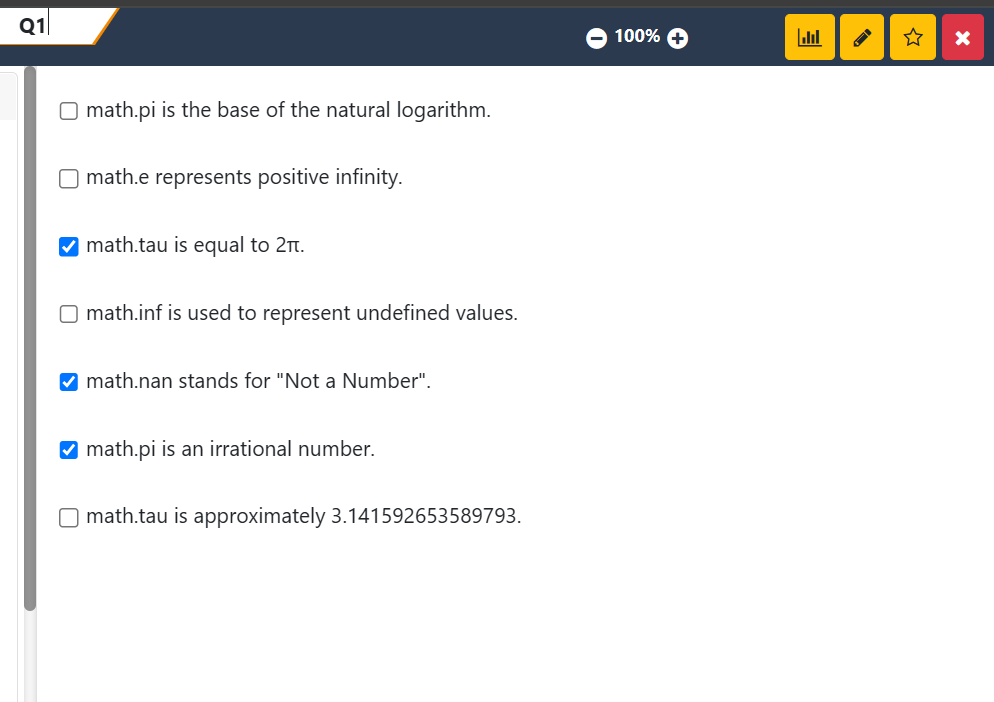 Q1
100%
math.pi is the base of the natural logarithm.
math.e represents positive infinity.
math.tau is equal to 2π.
math.inf is used to represent undefined values.
math.nan stands for "Not a Number".
math.pi is an irrational number.
math.tau is approximately 3.141592653589793.